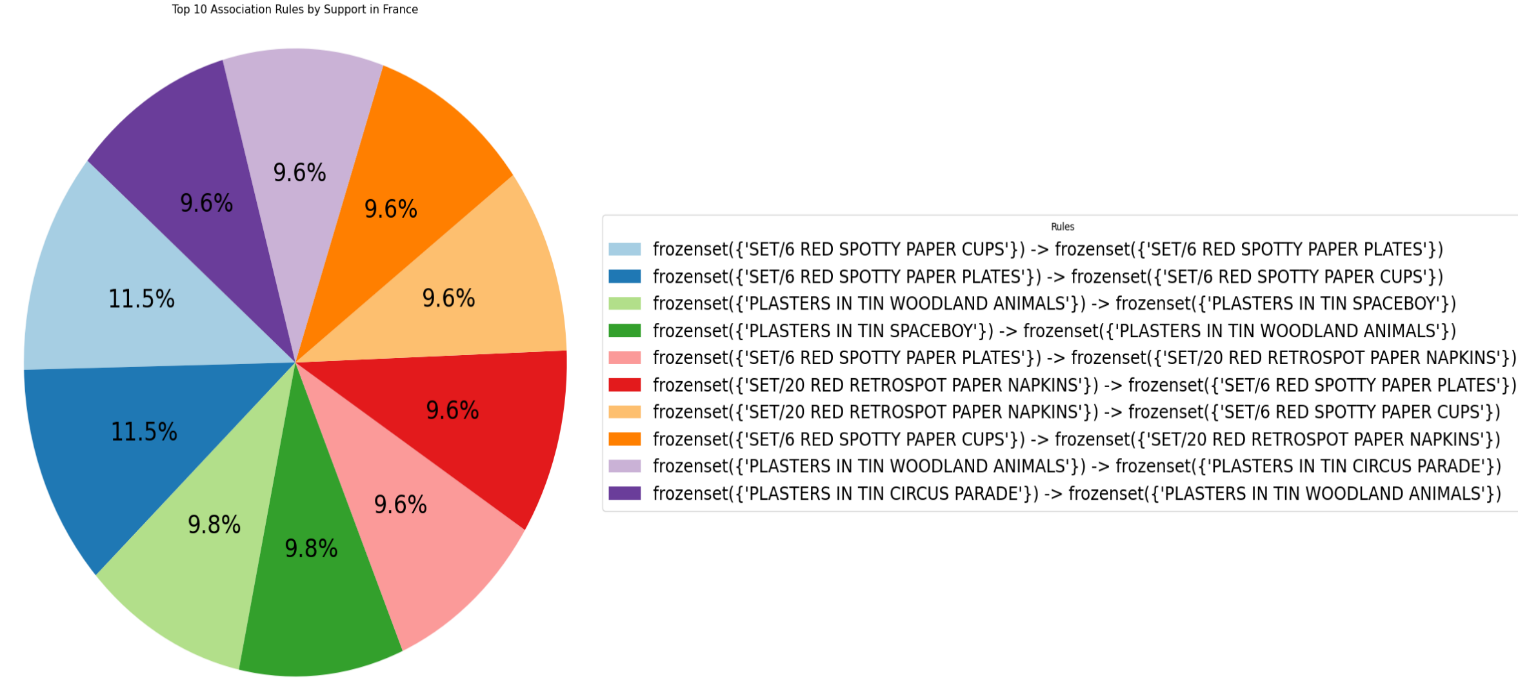 Top 10 Association Rules by Support in France
9.6%
9.6%
9.6%
11.5%
9.6%
11.5%
9.6%
9.8%
9.6%
9.8%
Rules
frozenset({'SET/6 RED SPOTTY PAPER CUPS'}) -> frozenset({'SET/6 RED SPOTTY PAPER PLATES'})
frozenset({'SET/6 RED SPOTTY PAPER PLATES'}) -> frozenset({'SET/6 RED SPOTTY PAPER CUPS'})
frozenset({'PLASTERS IN TIN WOODLAND ANIMALS'}) -> frozenset({'PLASTERS IN TIN SPACEBOY'})
frozenset({'PLASTERS IN TIN SPACEBOY'}) -> frozenset({'PLASTERS IN TIN WOODLAND ANIMALS'})
frozenset({'SET/6 RED SPOTTY PAPER PLATES'}) -> frozenset({'SET/20 RED RETROSPOT PAPER NAPKINS'})
frozenset({'SET/20 RED RETROSPOT PAPER NAPKINS'}) -> frozenset({'SET/6 RED SPOTTY PAPER PLATES'})
frozenset({'SET/20 RED RETROSPOT PAPER NAPKINS'}) -> frozenset({'SET/6 RED SPOTTY PAPER CUPS'})
frozenset({'SET/6 RED SPOTTY PAPER CUPS'}) -> frozenset({'SET/20 RED RETROSPOT PAPER NAPKINS'})
frozenset({'PLASTERS IN TIN WOODLAND ANIMALS'}) -> frozenset({'PLASTERS IN TIN CIRCUS PARADE'})
frozenset({'PLASTERS IN TIN CIRCUS PARADE'}) -> frozenset({'PLASTERS IN TIN WOODLAND ANIMALS'})